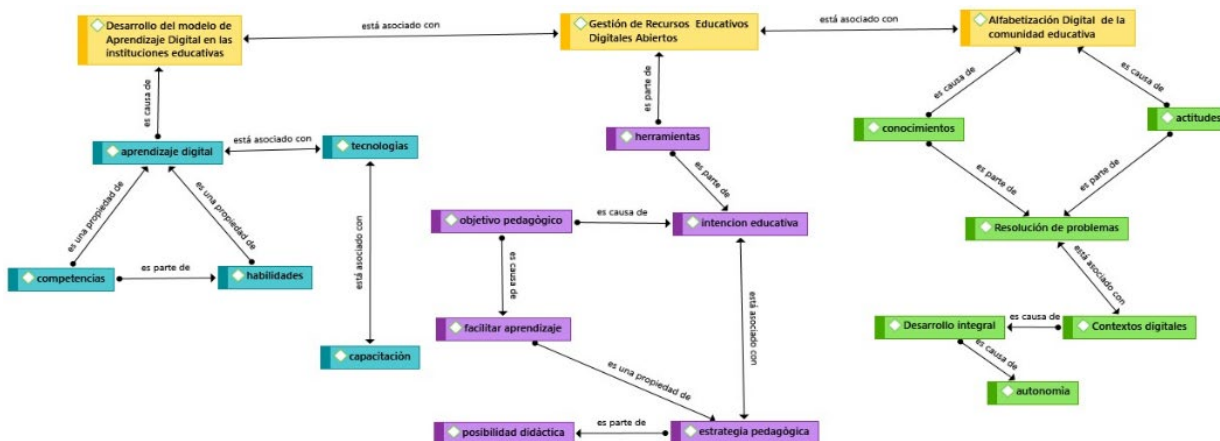 Desarrollo del modelo de
Aprendizaje Digital en las
instituciones educativas
está asociado con
Gestión de Recursos Educativos
Digitales Abiertos
está asociado con
Alfabetización Digital de la
comunidad educativa
es causa de
es parte de
es causa de
es causa de
aprendizaje digital
está asociado con
tecnologías
herramientas
conocimientos
actitudes
es una propiedad de
es una propiedad de
es parte de
es parte de
es parte de
objetivo pedagógico
es causa de
intencion educativa
Resolución de problemas
competencias
es parte de
habilidades
está asociado con
es causa de
está asociado con
está asociado con
facilitar aprendizaje
Desarrollo integral
es causa de
Contextos digitales
capacitación
es una propiedad de
es causa de
autonomía
posibilidad didáctica
es parte de
estrategia pedagógica